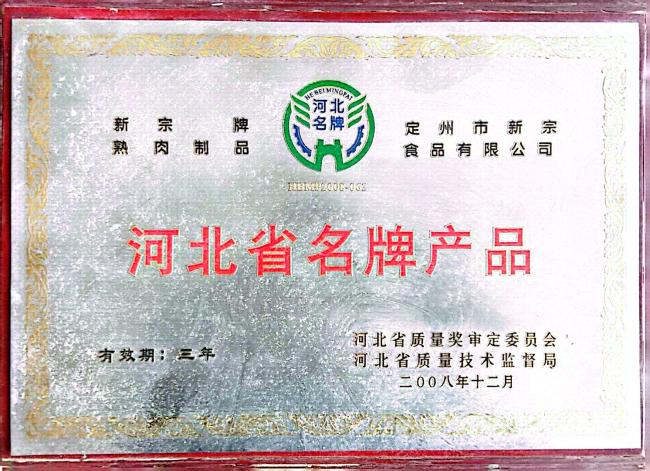 HEBEIMINGPAI
河北
名牌
新宗牌
熟肉制品
定州市新宗
食品有限公司
河北省名牌产品
有效期：三年
河北省质量奖审定委员会
河北省质量技术监督局
二00八年十二月